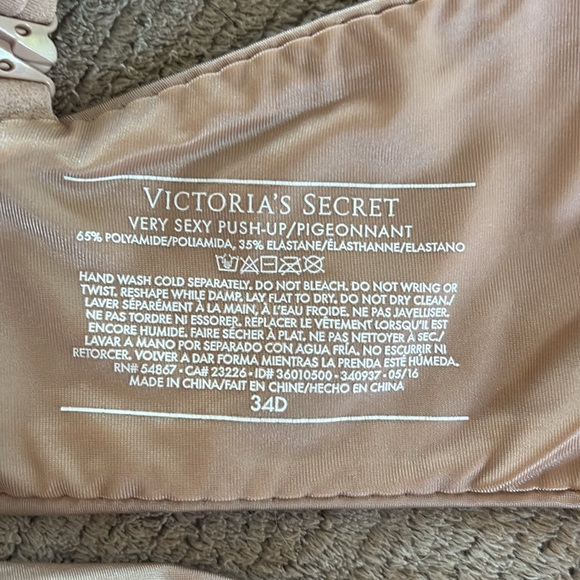 VICTORIA'S SECRET
VERY SEXY PUSH-UP/PIGEONNANT
65% POLYAMIDE/POLIAMIDA, 35% ELASTANE/ÉLASTHANNE/ELASTANO
HAND WASH COLD SEPARATELY. DO NOT BLEACH. DO NOT WRING OR
TWIST. RESHAPE WHILE DAMP. LAY FLAT TO DRY. DO NOT DRY CLEAN./
LAVER SÉPARÉMENT À LA MAIN, À L'EAU FROIDE. NE PAS JAVELLISER.
NE PAS TORDRE NI ESSORER. REPLACER LE VÊTEMENT LORSQU'IL EST
ENCORE HUMIDE. FAIRE SÉCHER À PLAT. NE PAS NETTOYER À SEC./
LAVAR A MANO POR SEPARADO CON AGUA FRÍA. NO ESCURRIR NI
RETORCER. VOLVER A DAR FORMA MIENTRAS LA PRENDA ESTÉ HÚMEDA.
RN# 54867 - CA# 23226 - ID# 36010500 - 340937 - 05/16
MADE IN CHINA/FAIT EN CHINE/HECHO EN CHINA
34D